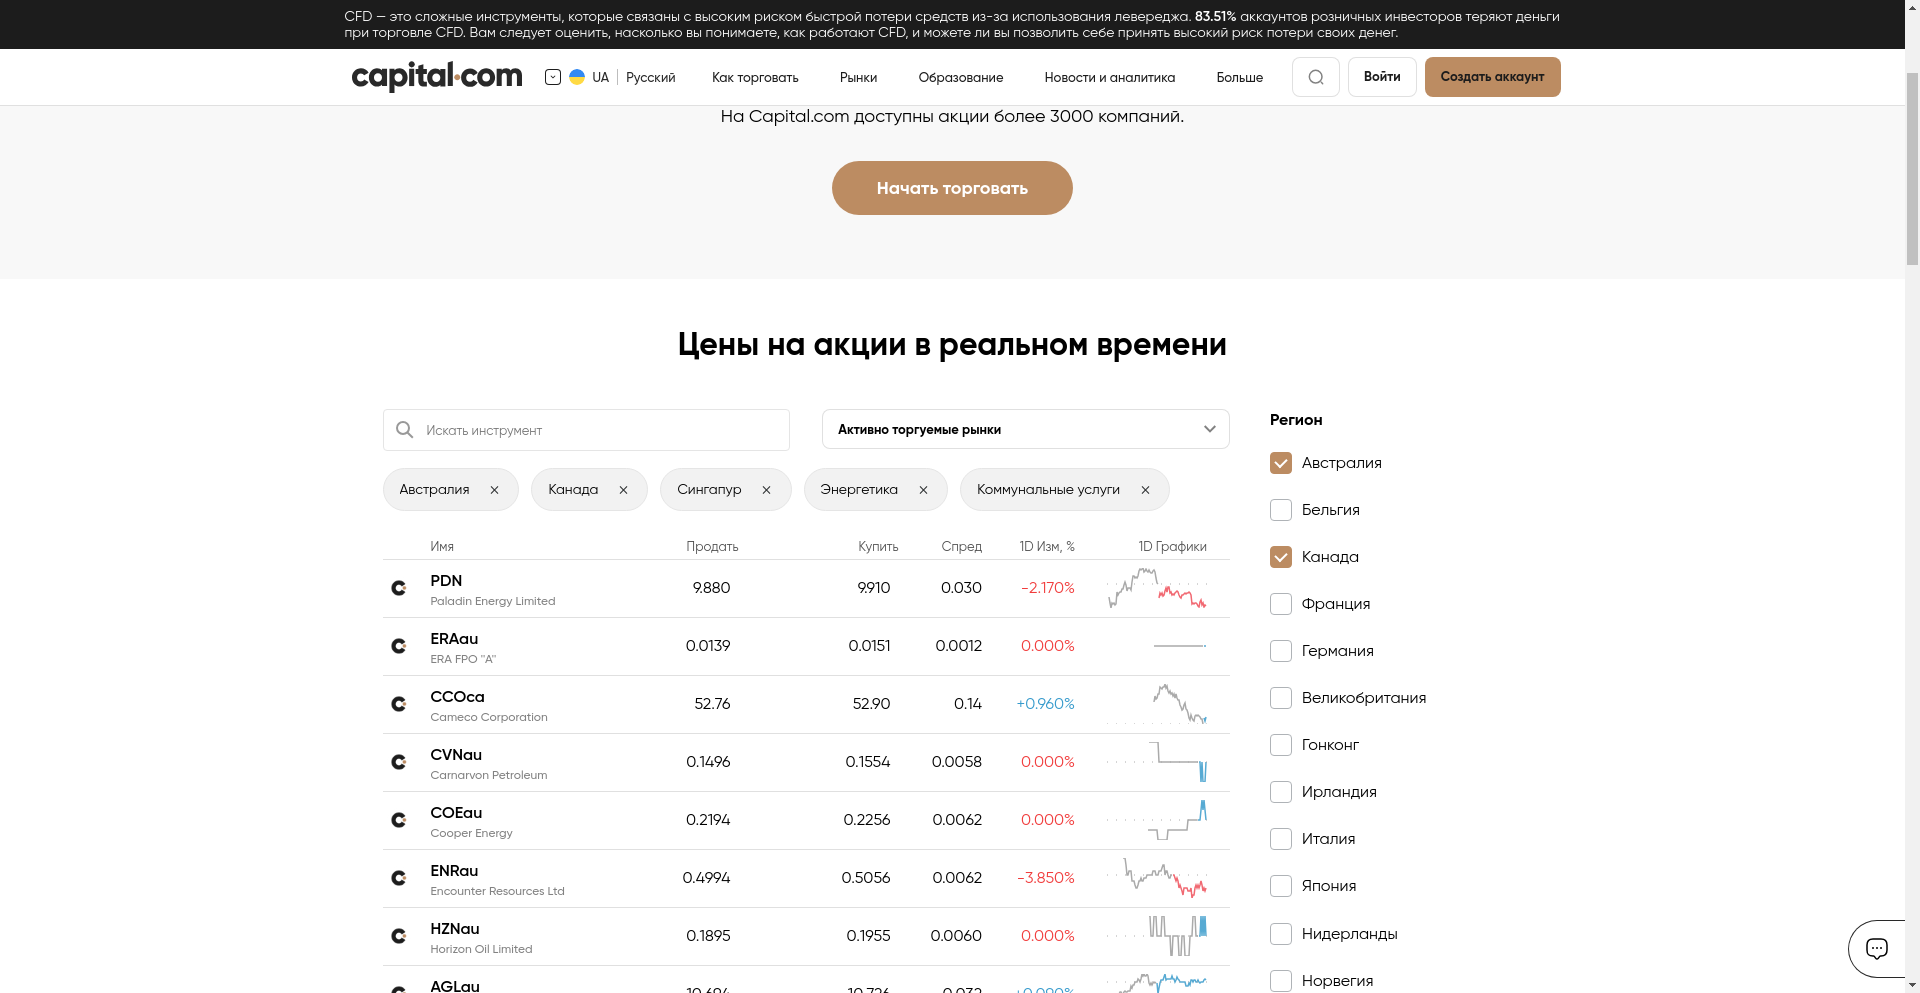 CFD — это сложные инструменты, которые связаны с высоким риском быстрой потери средств из-за использования левереджа. 83.51% аккаунтов розничных инвесторов теряют деньги
при торговле CFD. Вам следует оценить, насколько вы понимаете, как работают CFD, и можете ли вы позволить себе принять высокий риск потери своих денег.
capital.com UA Русский Как торговать Рынки Образование Новости и аналитика Больше Войти Создать аккаунт
На Capital.com доступны акции более 3000 компаний.
Начать торговать
Цены на акции в реальном времени
Искать инструмент
Активно торгуемые рынки
Австралия Канада Сингапур Энергетика Коммунальные услуги
Имя Продать Купить Спред 1D Изм, % 1D Графики
PDN 9.880 9.910 0.030 -2.170%
Paladin Energy Limited
ERAau 0.0139 0.0151 0.0012 0.000%
ERA FPO "A"
CCOca 52.76 52.90 0.14 +0.960%
Cameco Corporation
CVNau 0.1496 0.1554 0.0058 0.000%
Carnarvon Petroleum
COEau 0.2194 0.2256 0.0062 0.000%
Cooper Energy
ENRau 0.4994 0.5056 0.0062 -3.850%
Encounter Resources Ltd
HZNau 0.1895 0.1955 0.0060 0.000%
Horizon Oil Limited
AGLau 10.694 10.726 0.032 +0.090%
Регион
Австралия
Бельгия
Канада
Франция
Германия
Великобритания
Гонконг
Ирландия
Италия
Япония
Нидерланды
Норвегия